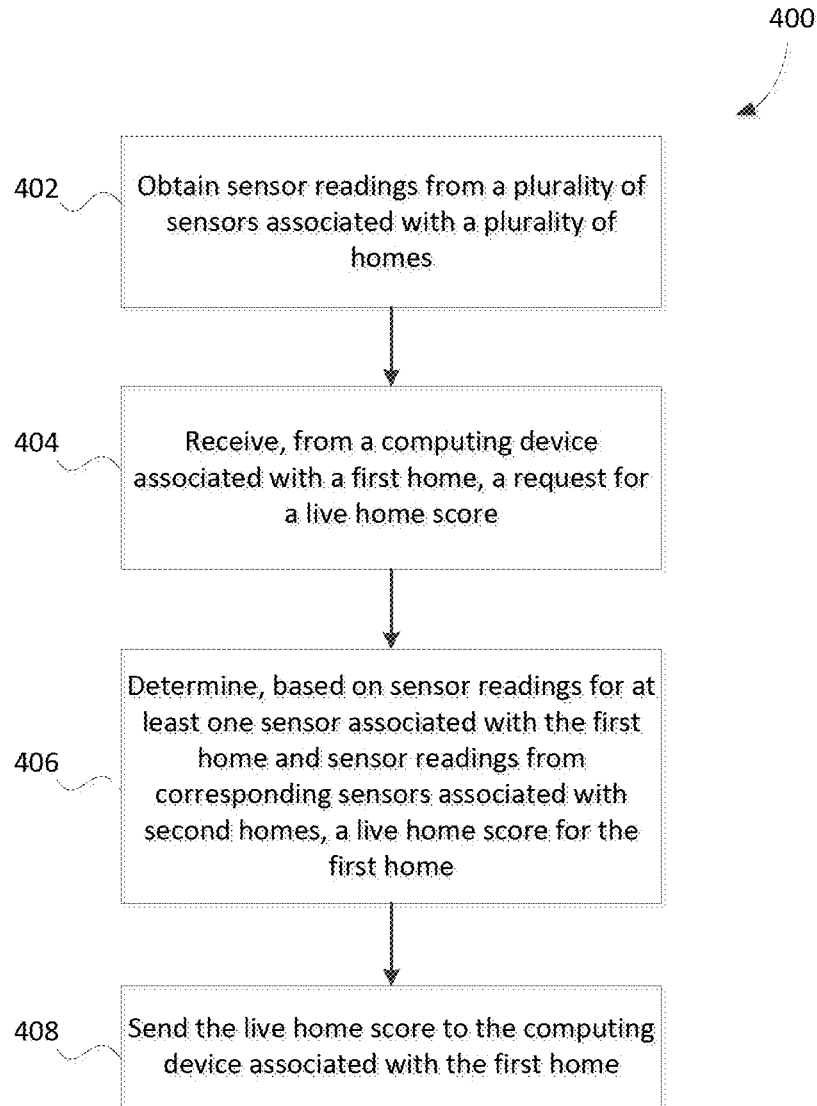 400
402
Obtain sensor readings from a plurality of
sensors associated with a plurality of
homes
404
Receive, from a computing device
associated with a first home, a request for
a live home score
406
Determine, based on sensor readings for at
least one sensor associated with the first
home and sensor readings from
corresponding sensors associated with
second homes, a live home score for the
first home
408
Send the live home score to the computing
device associated with the first home